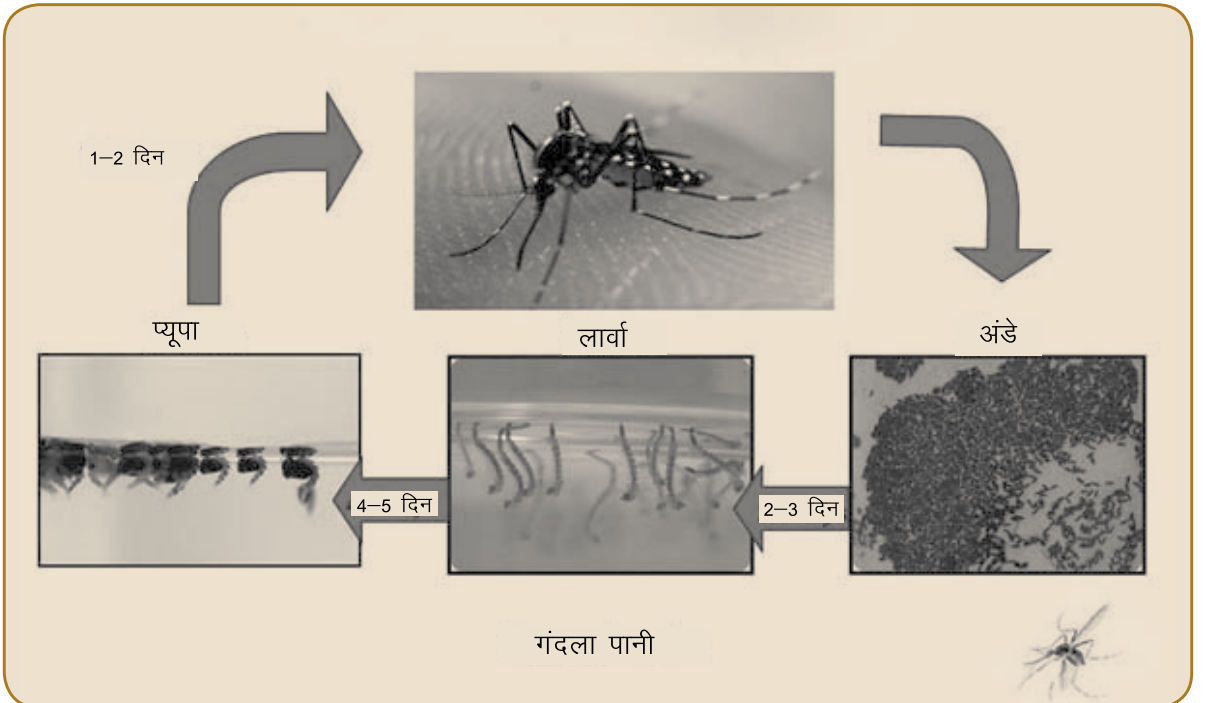 1–2 दिन
प्यूपा
लार्वा
अंडे
4–5 दिन
2–3 दिन
गंदला पानी